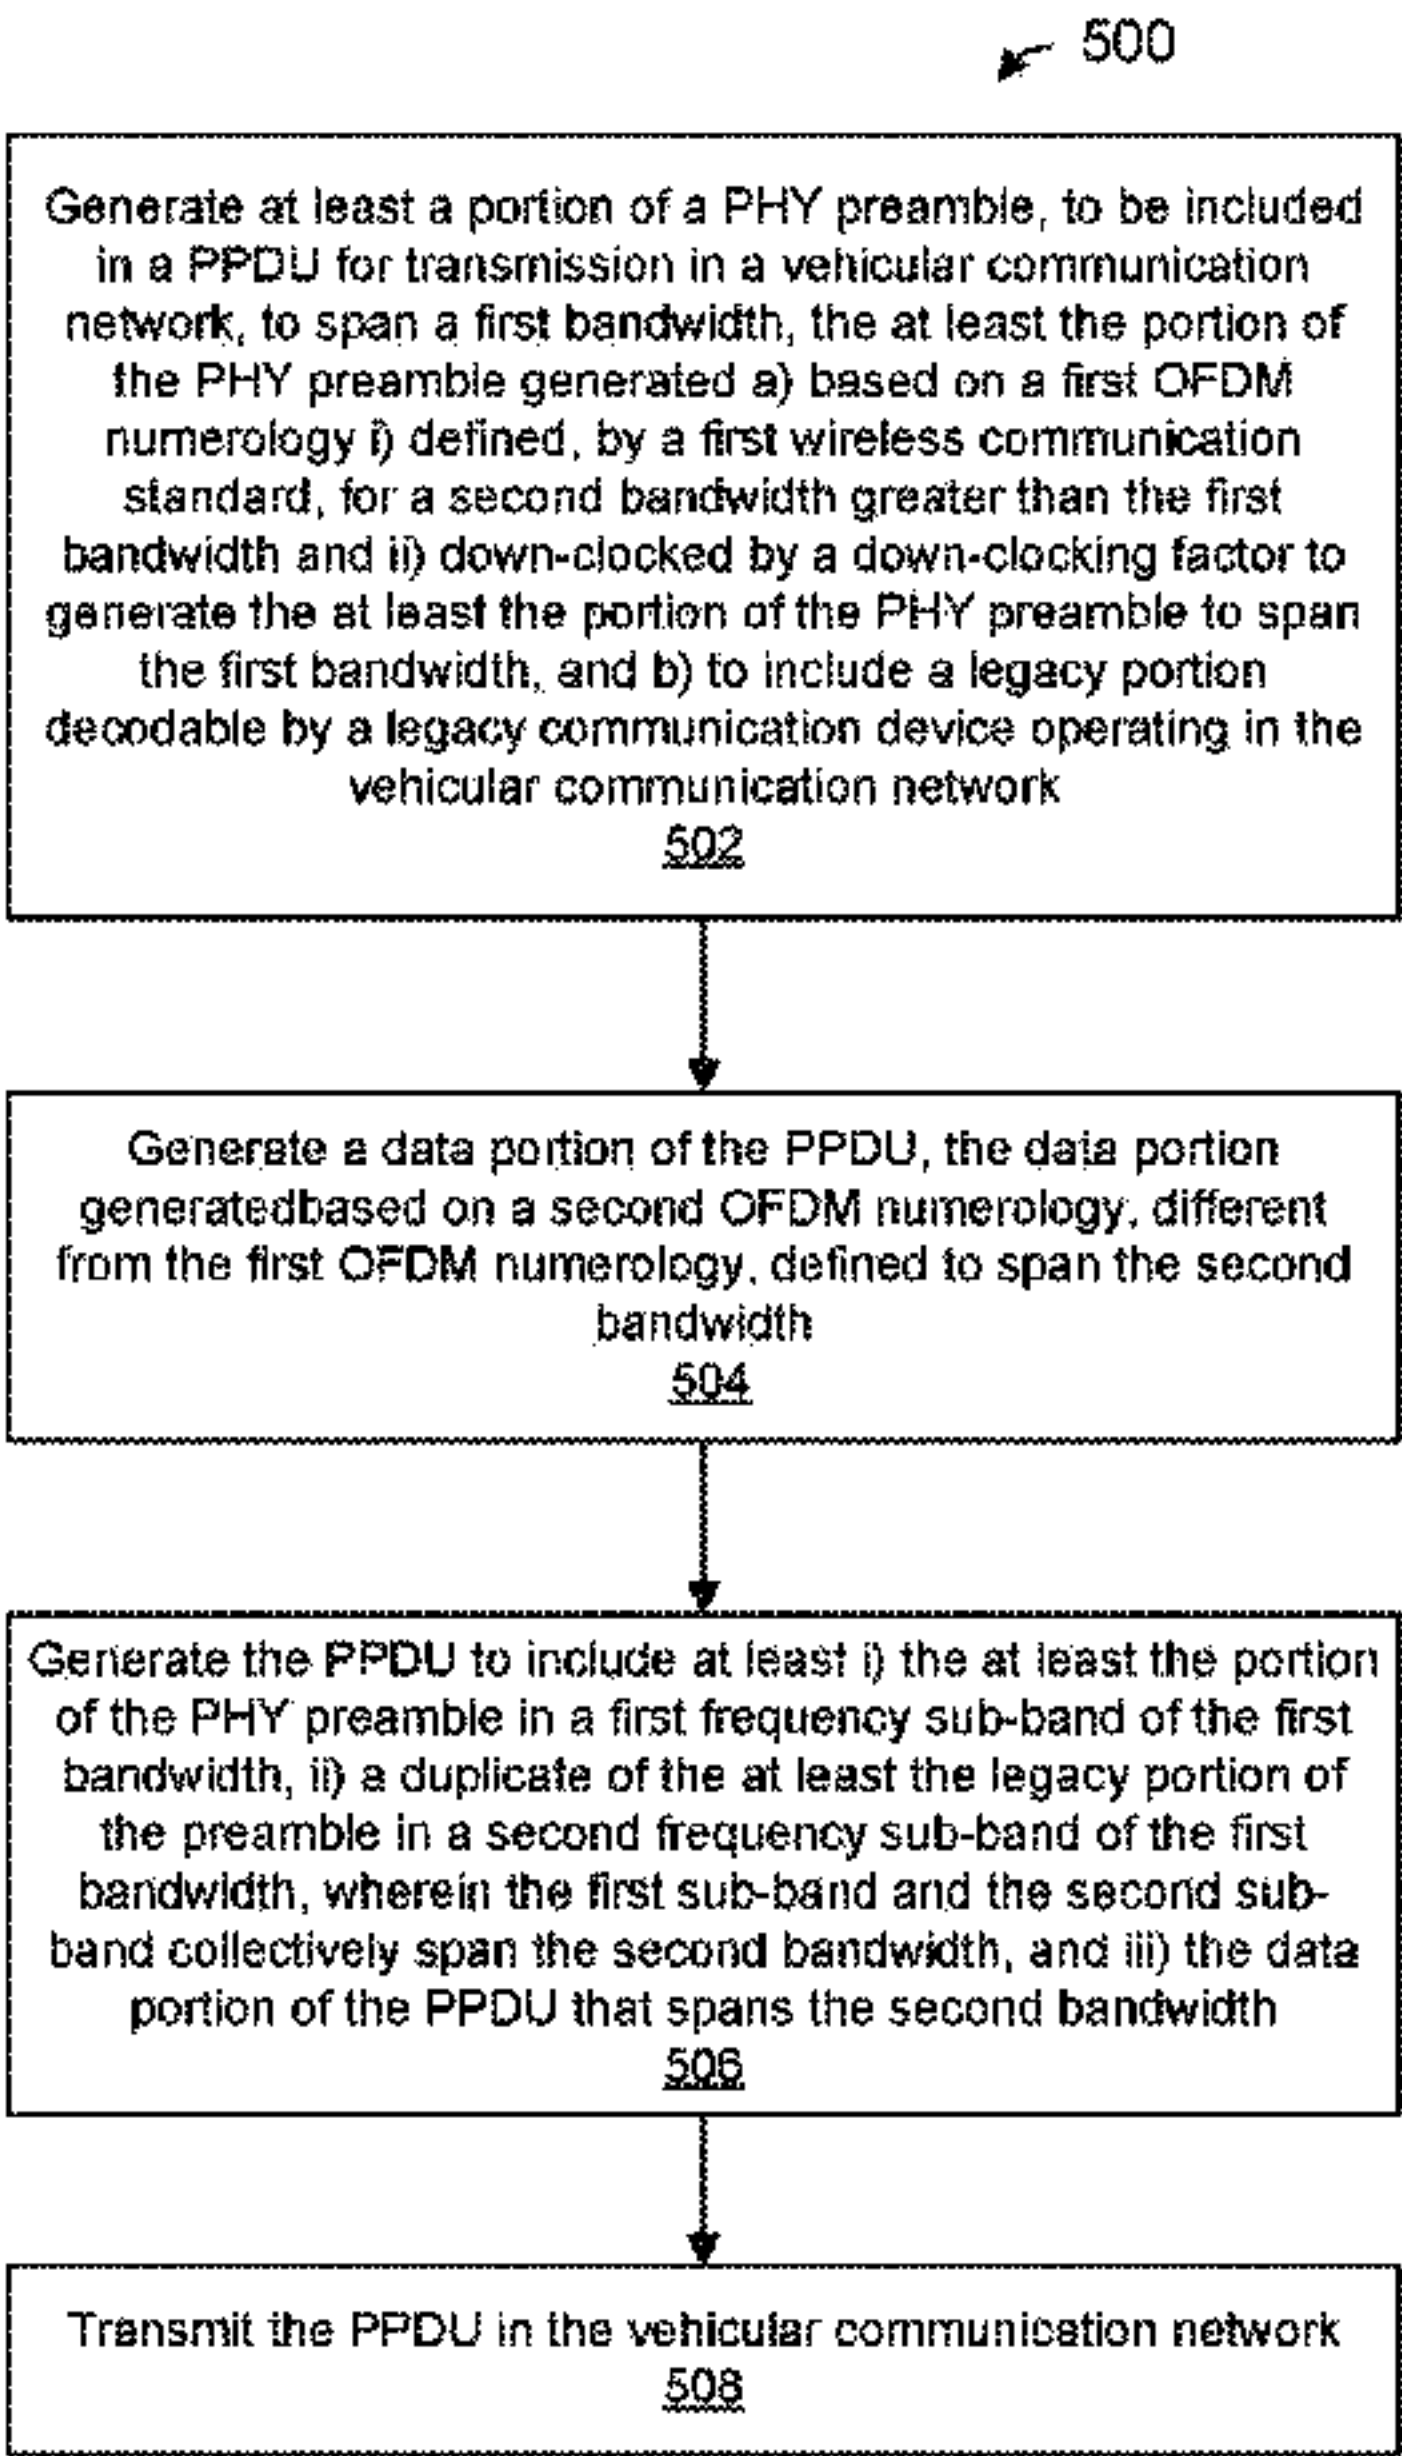 500
Generate at least a portion of a PHY preamble, to be included
in a PPDU for transmission in a vehicular communication
network, to span a first bandwidth, the at least the portion of
the PHY preamble generated a) based on a first OFDM
numerology i) defined, by a first wireless communication
standard, for a second bandwidth greater than the first
bandwidth and ii) down-clocked by a down-clocking factor to
generate the at least the portion of the PHY preamble to span
the first bandwidth, and b) to include a legacy portion
decodable by a legacy communication device operating in the
vehicular communication network
502
Generate a data portion of the PPDU, the data portion
generatedbased on a second OFDM numerology, different
from the first OFDM numerology, defined to span the second
bandwidth
504
Generate the PPDU to include at least i) the at least the portion
of the PHY preamble in a first frequency sub-band of the first
bandwidth, ii) a duplicate of the at least the legacy portion of
the preamble in a second frequency sub-band of the first
bandwidth, wherein the first sub-band and the second sub-
band collectively span the second bandwidth, and iii) the data
portion of the PPDU that spans the second bandwidth
506
Transmit the PPDU in the vehicular communication network
508